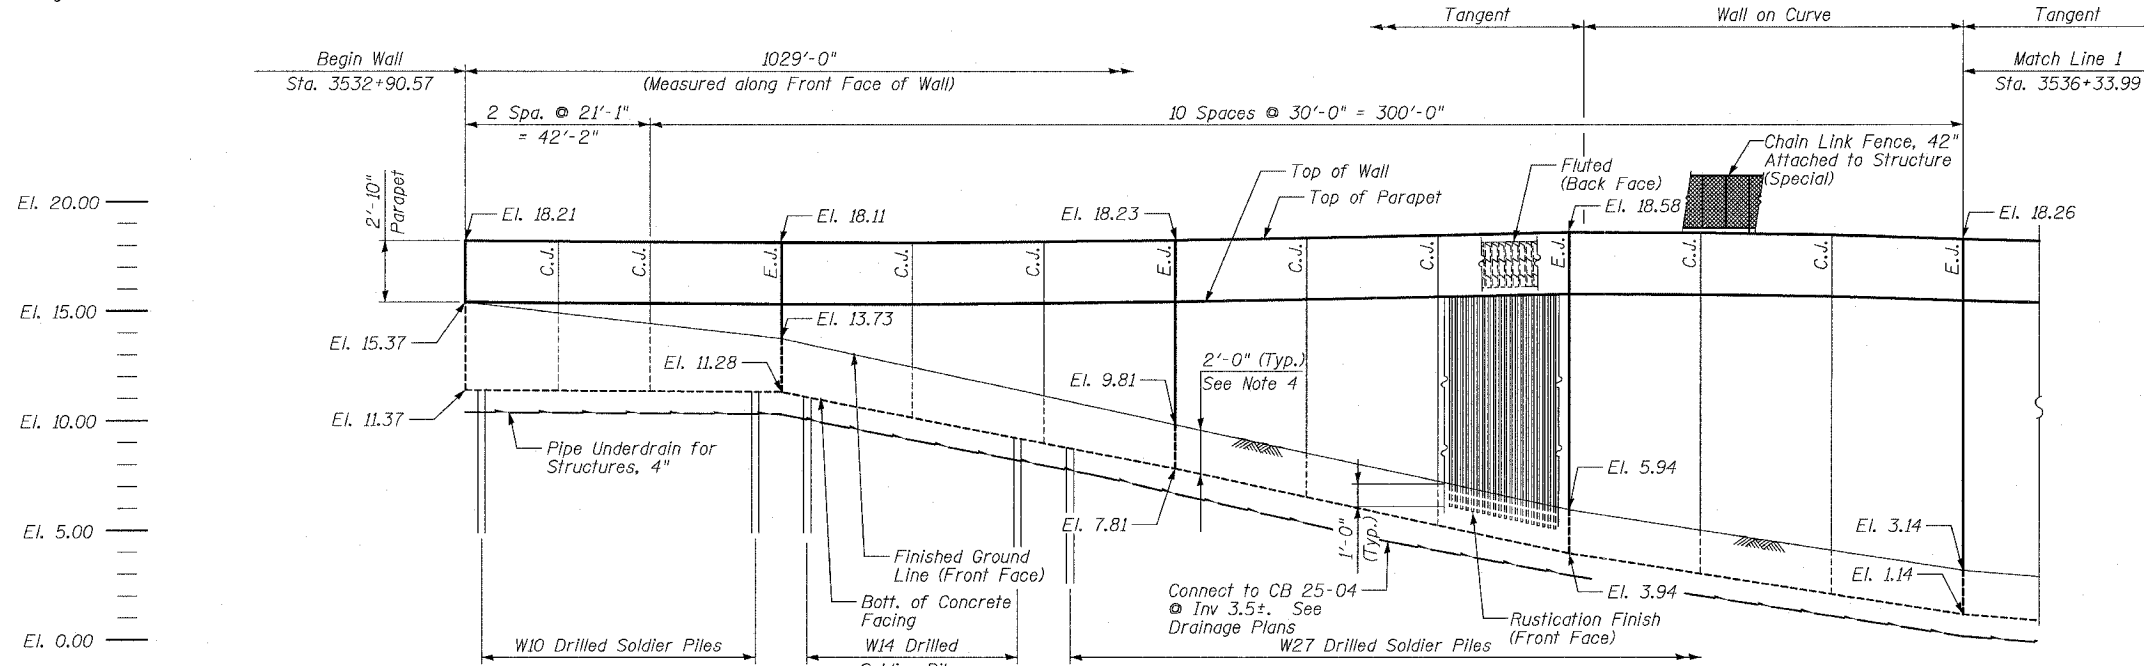 Tangent
Wall on Curve
Tangent
Begin Wall
Sta. 3532+90.57
1029'-0"
(Measured along Front Face of Wall)
Match Line 1
Sta. 3536+33.99
2 Spa. @ 21'-1"
= 42'-2"
10 Spaces @ 30'-0" = 300'-0"
Chain Link Fence, 42"
Attached to Structure
(Special)
Fluted
(Back Face)
Top of Wall
Top of Parapet
2'-10"
Parapet
El. 20.00
El. 18.21
El. 18.11
El. 18.23
El. 18.58
El. 18.26
C.J.
C.J.
E.J.
C.J.
C.J.
E.J.
C.J.
C.J.
E.J.
C.J.
C.J.
E.J.
El. 15.00
El. 15.37
El. 13.73
El. 11.28
2'-0" (Typ.)
See Note 4
El. 9.81
El. 10.00
El. 11.37
Pipe Underdrain for
Structures, 4"
El. 5.94
El. 7.81
1'-0"
(Typ.)
El. 5.00
El. 3.14
Finished Ground
Line (Front Face)
Bott. of Concrete
Facing
Connect to CB 25-04
@ Inv 3.5±. See
Drainage Plans
El. 3.94
El. 1.14
Rustication Finish
(Front Face)
El. 0.00
W10 Drilled Soldier Piles
W14 Drilled
W27 Drilled Soldier Piles